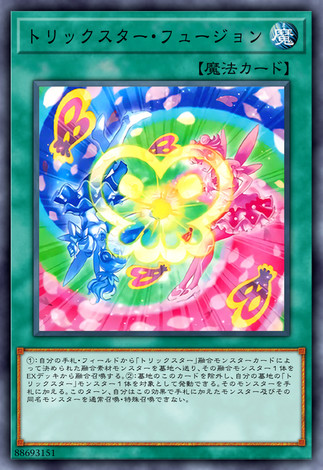 トリックスター・フュージョン 魔
【魔法カード】
①:自分の手札・フィールドから「トリックスター」融合モンスターカードによ
って決められた融合素材モンスターを墓地へ送り、その融合モンスター1体を
EXデッキから融合召喚する。②:墓地のこのカードを除外し、自分の墓地の「ト
リックスター」モンスター1体を対象として発動できる。そのモンスターを手
札に加える。このターン、自分はこの効果で手札に加えたモンスター及びその
同名モンスターを通常召喚・特殊召喚できない。
88693151